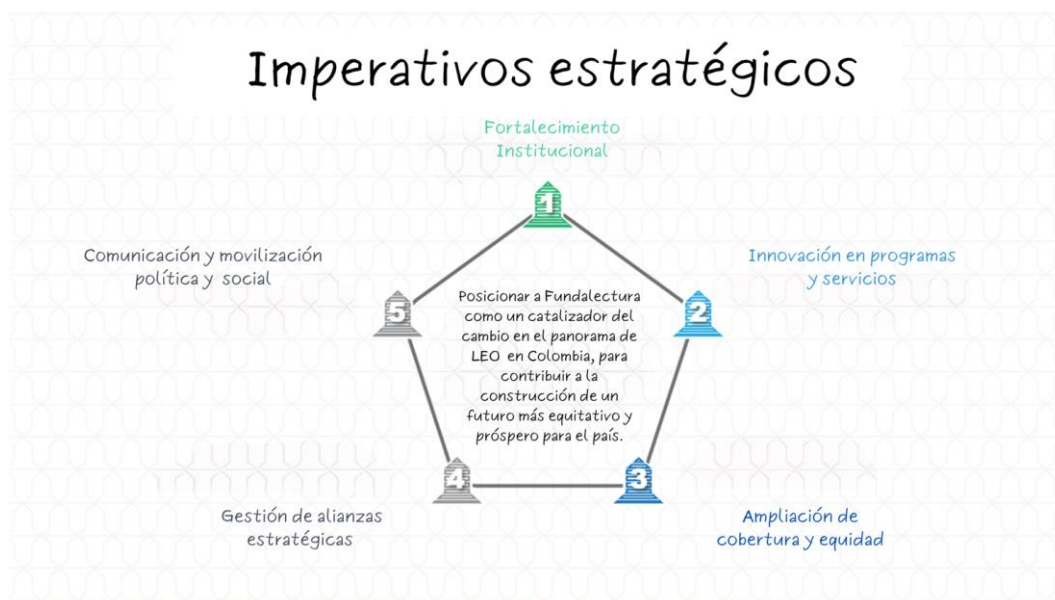 Imperativos estratégicos
Fortalecimiento
Institucional
1
Comunicación y movilización
política y social
Innovación en programas
y servicios
5
2
Posicionar a Fundalectura
como un catalizador del
cambio en el panorama de
LEO en Colombia, para
contribuir a la
construcción de un
futuro más equitativo y
próspero para el país.
4
3
Gestión de alianzas
estratégicas
Ampliación de
cobertura y equidad